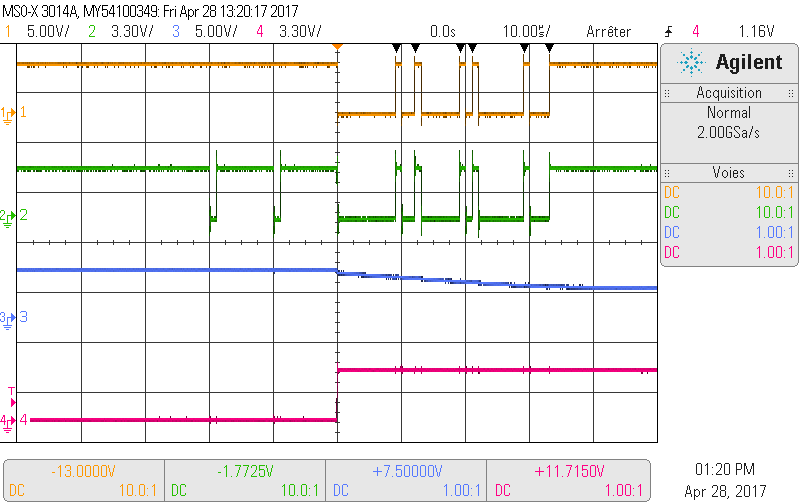 MSO-X 3014A, MY54100349: Fri Apr 28 13:20:17 2017
1 5.00V/ 2 3.30V/ 3 5.00V/ 4 3.30V/ 0.0s 10.00s/ Arrêter 4 1.16V
Agilent
Acquisition
Normal
2.00GSa/s
Voies
DC 10.0:1
DC 10.0:1
DC 1.00:1
DC 1.00:1
1
2
3
T
4 4
-13.0000V -1.7725V +7.50000V +11.7150V
DC 10.0:1 DC 10.0:1 DC 1.00:1 DC 1.00:1
01:20 PM
Apr 28, 2017